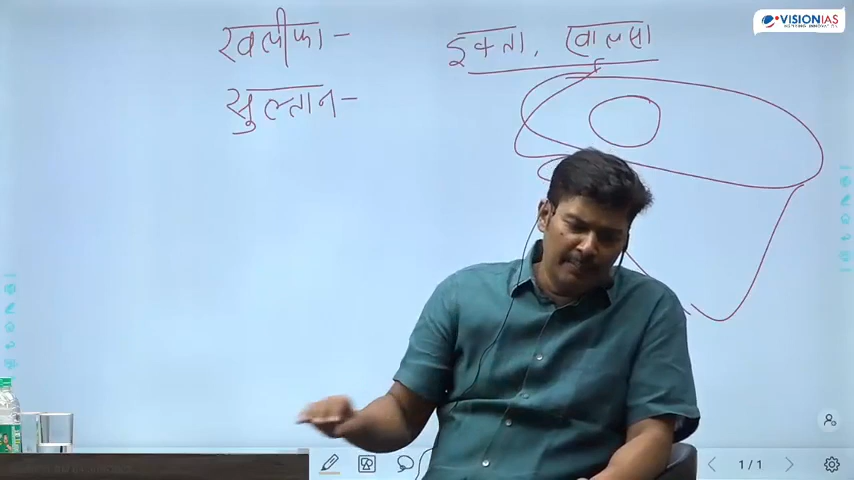 खलीफा - इक्ता, खालसा
सुल्तान -
VISIONIAS
1/1